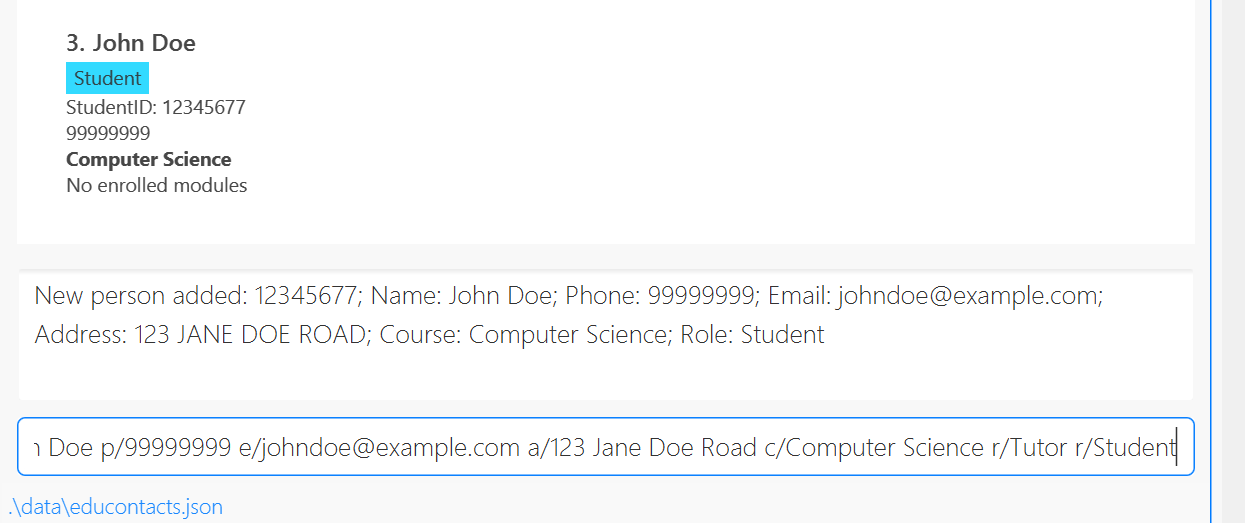 3. John Doe
Student
StudentID: 12345677
99999999
Computer Science
No enrolled modules
New person added: 12345677; Name: John Doe; Phone: 99999999; Email: johndoe@example.com;
Address: 123 JANE DOE ROAD; Course: Computer Science; Role: Student
Doe p/99999999 e/johndoe@example.com a/123 Jane Doe Road c/Computer Science r/Tutor r/Student
.\data\educontacts.json